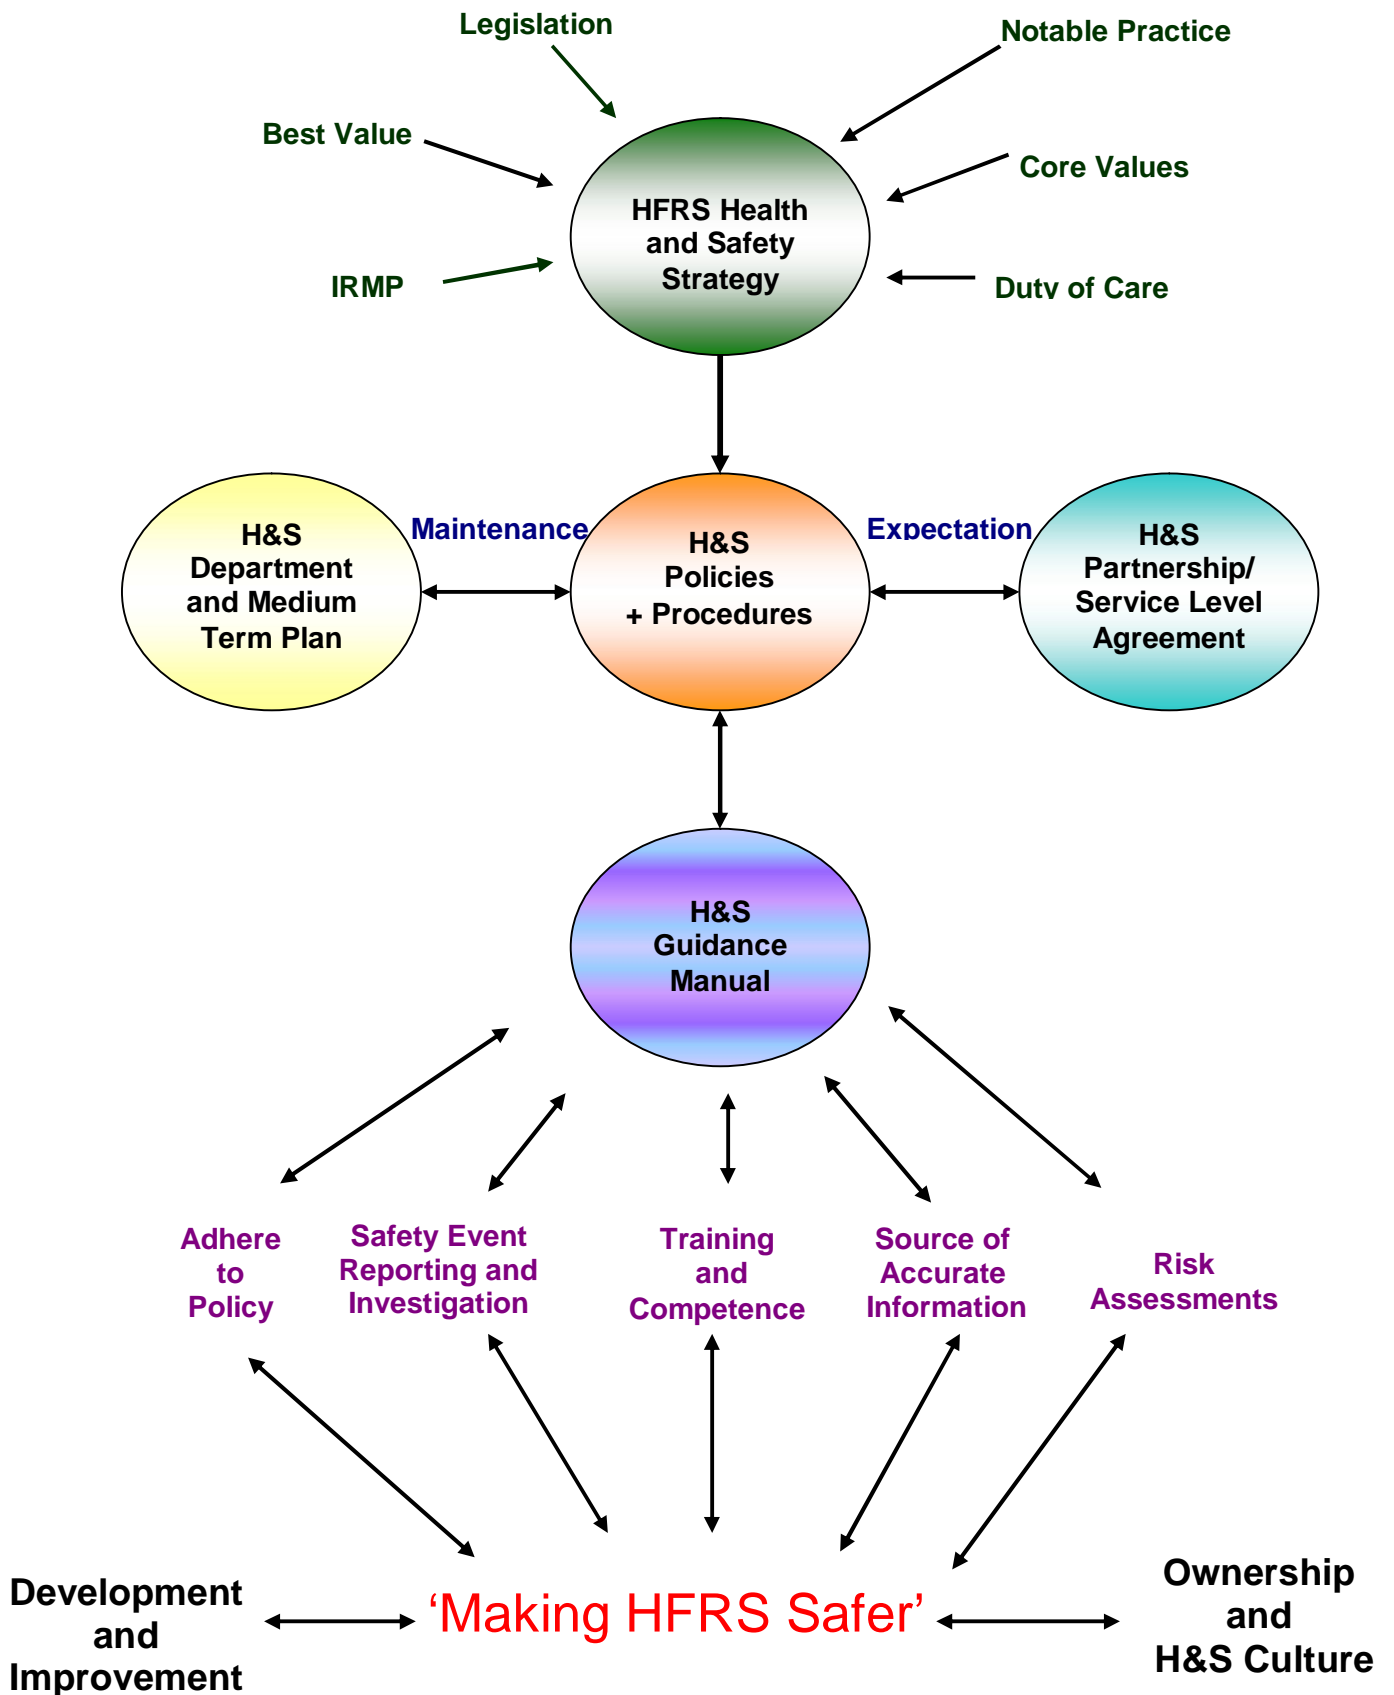 Legislation
Notable Practice
Best Value
Core Values
HFRS Health
and Safety
Strategy
IRMP
Duty of Care
Maintenance
Expectation
H&S
Department
and Medium
Term Plan
H&S
Policies
+ Procedures
H&S
Partnership/
Service Level
Agreement
H&S
Guidance
Manual
Adhere
to
Policy
Safety Event
Reporting and
Investigation
Training
and
Competence
Source of
Accurate
Information
Risk
Assessments
Development
and
Improvement
‘Making HFRS Safer’
Ownership
and
H&S Culture